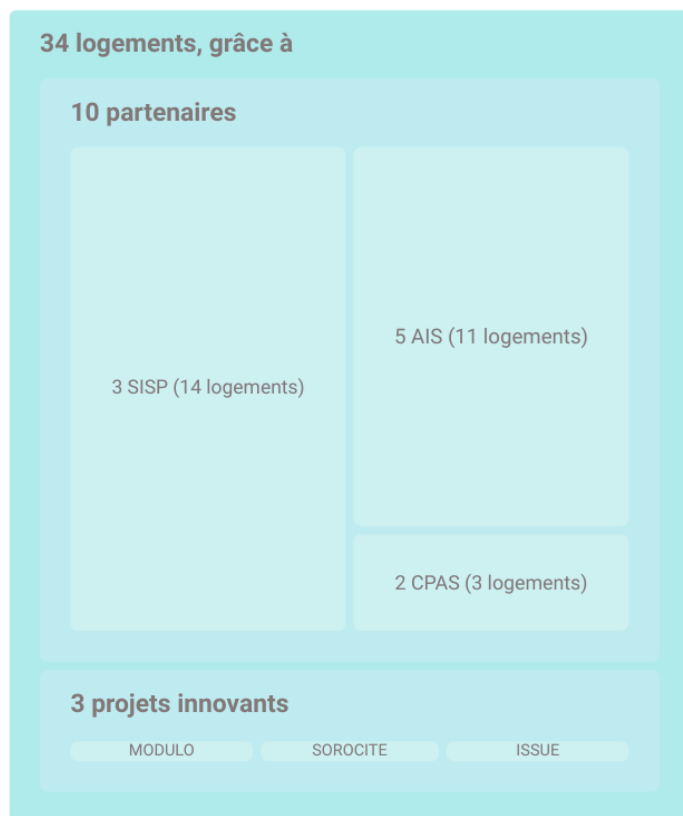 34 logements, grâce à
10 partenaires
3 SISP (14 logements)
5 AIS (11 logements)
2 CPAS (3 logements)
3 projets innovants
MODULO
SOROCITE
ISSUE